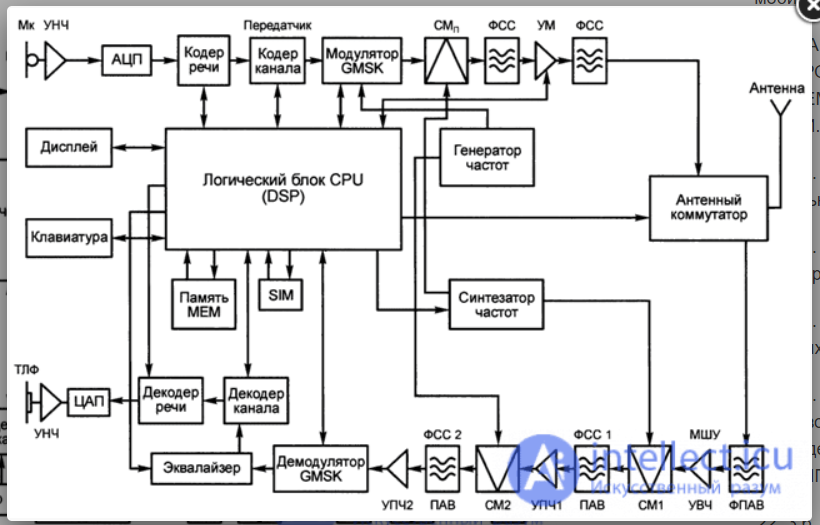 Передатчик
Мк УНЧ
СМп ФСС УМ ФСС
АЦП
Кодер
речи
Кодер
канала
Модулятор
GMSK
Антенна
Дисплей
Генератор
частот
Логический блок CPU
(DSP)
Антенный
коммутатор
Клавиатура
Память
MEM
SIM
Синтезатор
частот
ТЛФ
ЦАП
УНЧ
Декодер
речи
Декодер
канала
ФСС 2
ФСС 1
МШУ
Эквалайзер
Демодулятор
GMSK
УПЧ2 ПАВ СМ2 УПЧ1 ПАВ СМ1 УВЧ ФПАВ
intellect.icu
Искусственный разум